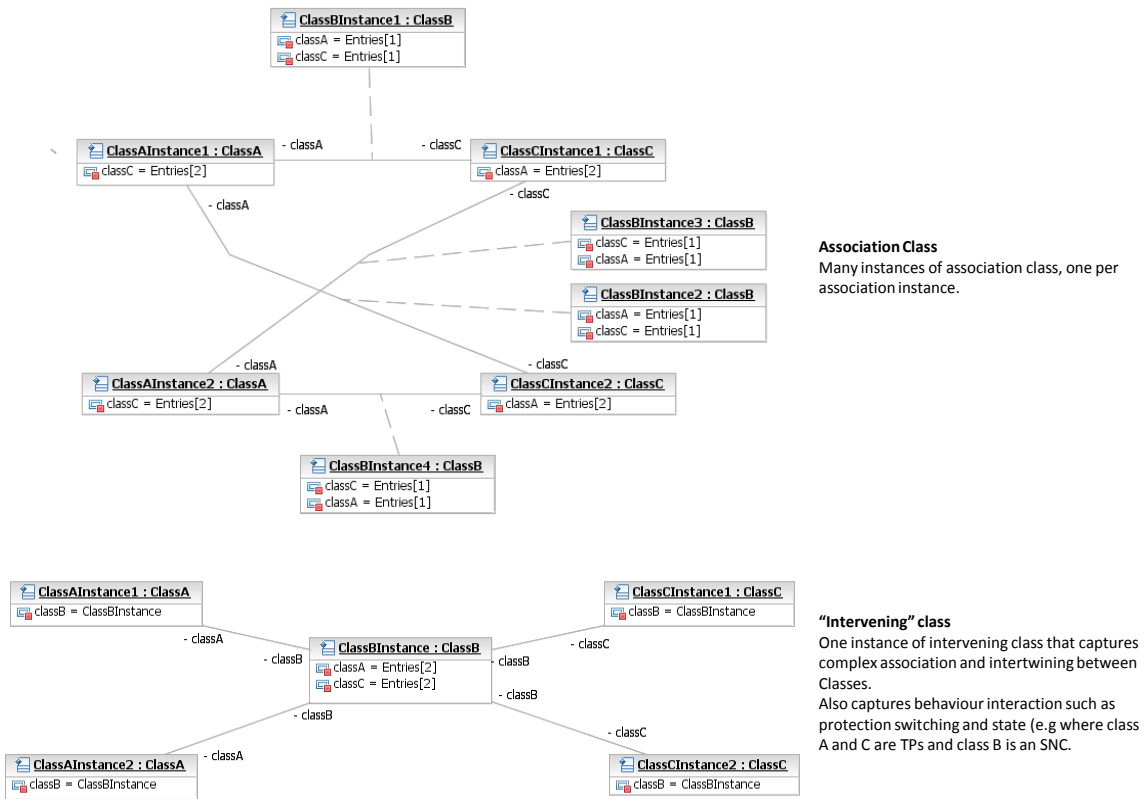 ClassBInstance1 : ClassB
classA = Entries[1]
classC = Entries[1]
ClassAInstance1 : ClassA
classC = Entries[2]
- classA
- classC
ClassCInstance1 : ClassC
classA = Entries[2]
- classA
- classC
ClassBInstance3 : ClassB
classC = Entries[1]
classA = Entries[1]
ClassBInstance2 : ClassB
classA = Entries[1]
classC = Entries[1]
Association Class
Many instances of association class, one per
association instance.
- classA
- classC
ClassAInstance2 : ClassA
classC = Entries[2]
- classA
- classC
ClassCInstance2 : ClassC
classA = Entries[2]
ClassBInstance4 : ClassB
classC = Entries[1]
classA = Entries[1]
ClassAInstance1 : ClassA
classB = ClassBInstance
- classA
- classB
ClassBInstance : ClassB
classA = Entries[2]
classC = Entries[2]
ClassCInstance1 : ClassC
classB = ClassBInstance
- classC
- classB
- classB
- classB
- classA
- classC
ClassAInstance2 : ClassA
classB = ClassBInstance
ClassCInstance2 : ClassC
classB = ClassBInstance
“Intervening” class
One instance of intervening class that captures
complex association and intertwining between
Classes.
Also captures behaviour interaction such as
protection switching and state (e.g where class
A and C are TPs and class B is an SNC.